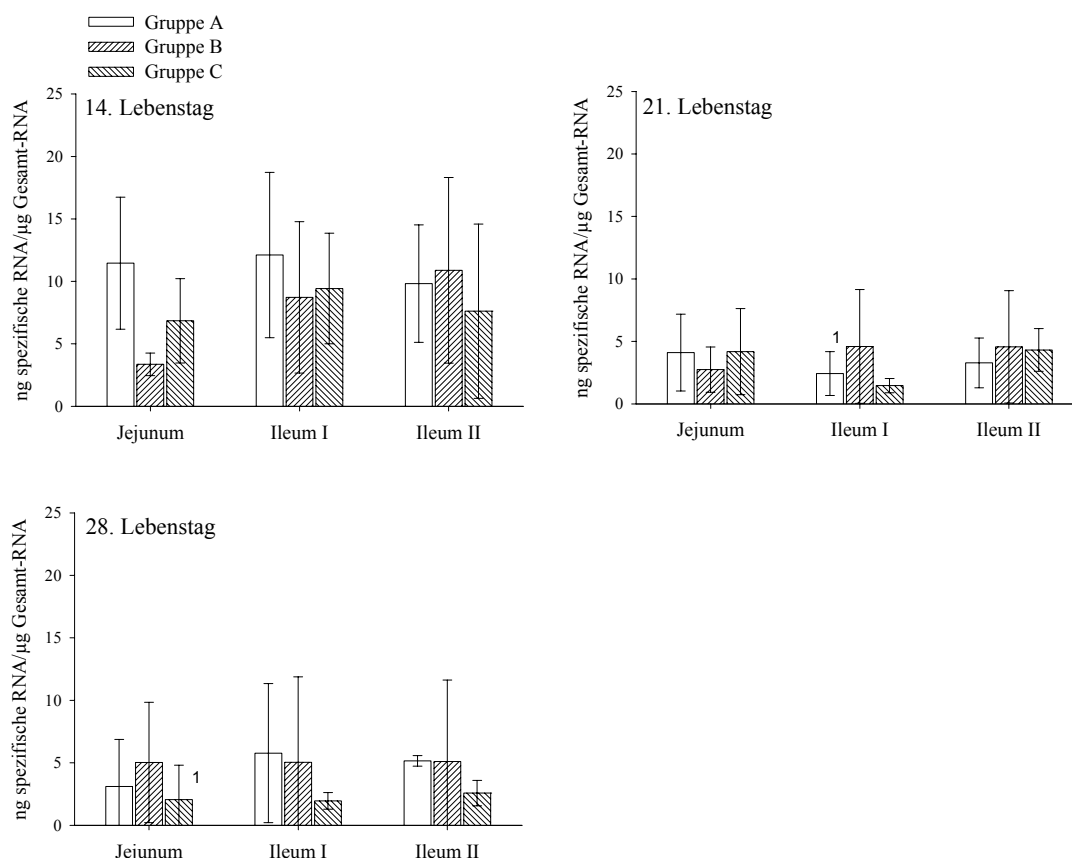 Gruppe A
Gruppe B
Gruppe C
14. Lebenstag
ng spezifische RNA/µg Gesamt-RNA
25
20
15
10
5
0
Jejunum Ileum I Ileum II
21. Lebenstag
ng spezifische RNA/µg Gesamt-RNA
25
20
15
10
5
0
1
Jejunum Ileum I Ileum II
28. Lebenstag
ng spezifische RNA/µg Gesamt-RNA
25
20
15
10
5
0
1
Jejunum Ileum I Ileum II